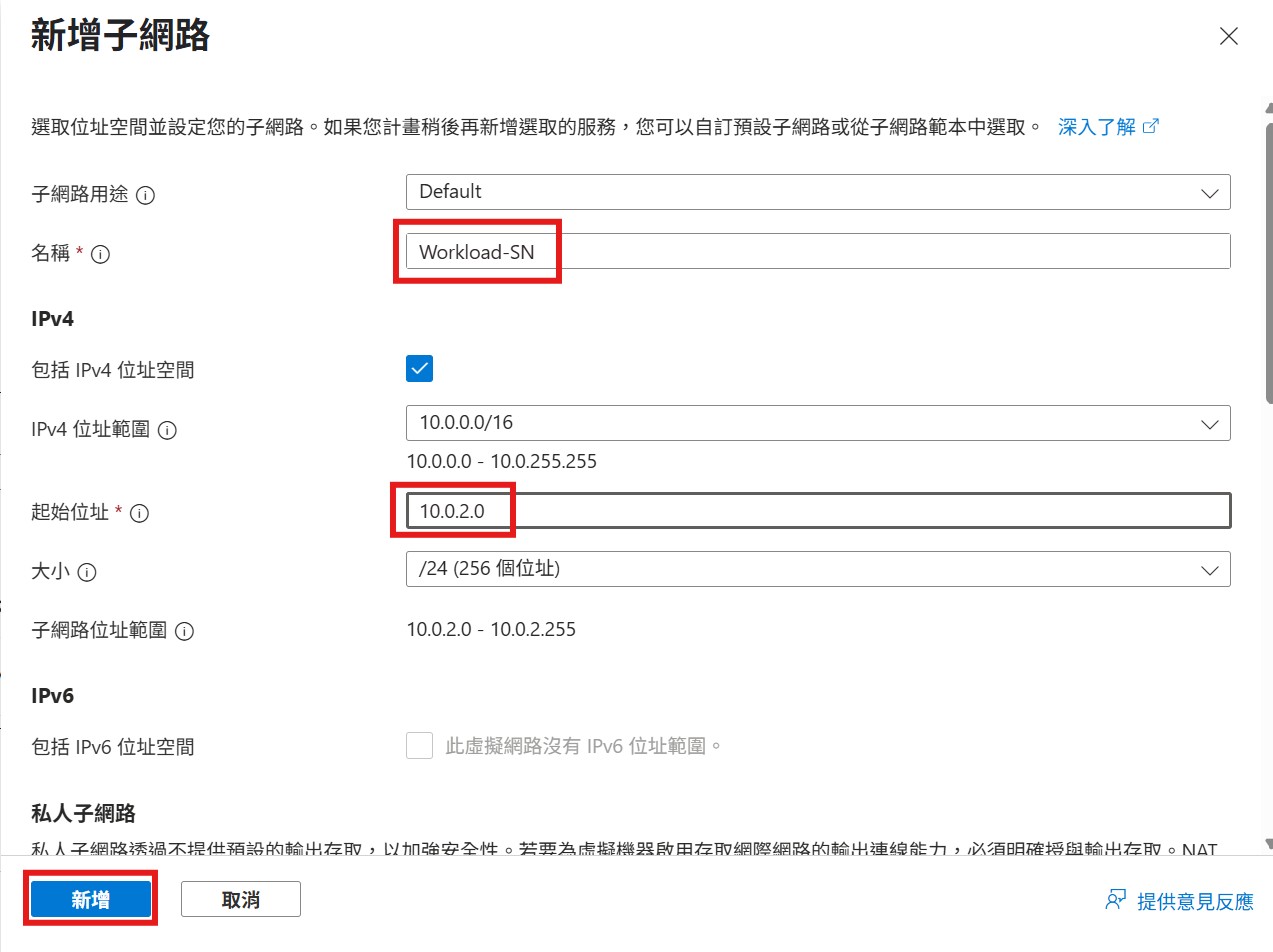 新增子網路
選取位址空間並設定您的子網路。如果您計畫稍後再新增選取的服務，您可以自訂預設子網路或從子網路範本中選取。 深入了解
子網路用途 Default
名稱 * Workload-SN
IPv4
包括 IPv4 位址空間
IPv4 位址範圍 10.0.0.0/16
10.0.0.0 - 10.0.255.255
起始位址 * 10.0.2.0
大小 /24 (256 個位址)
子網路位址範圍 10.0.2.0 - 10.0.2.255
IPv6
包括 IPv6 位址空間 此虛擬網路沒有 IPv6 位址範圍。
私人子網路
私人子網路透過不提供預設的輸出存取，以加強安全性。若要為虛擬機器啟用存取網際網路的輸出連線能力，必須明確授與輸出存取。NAT
新增 取消 提供意見反應